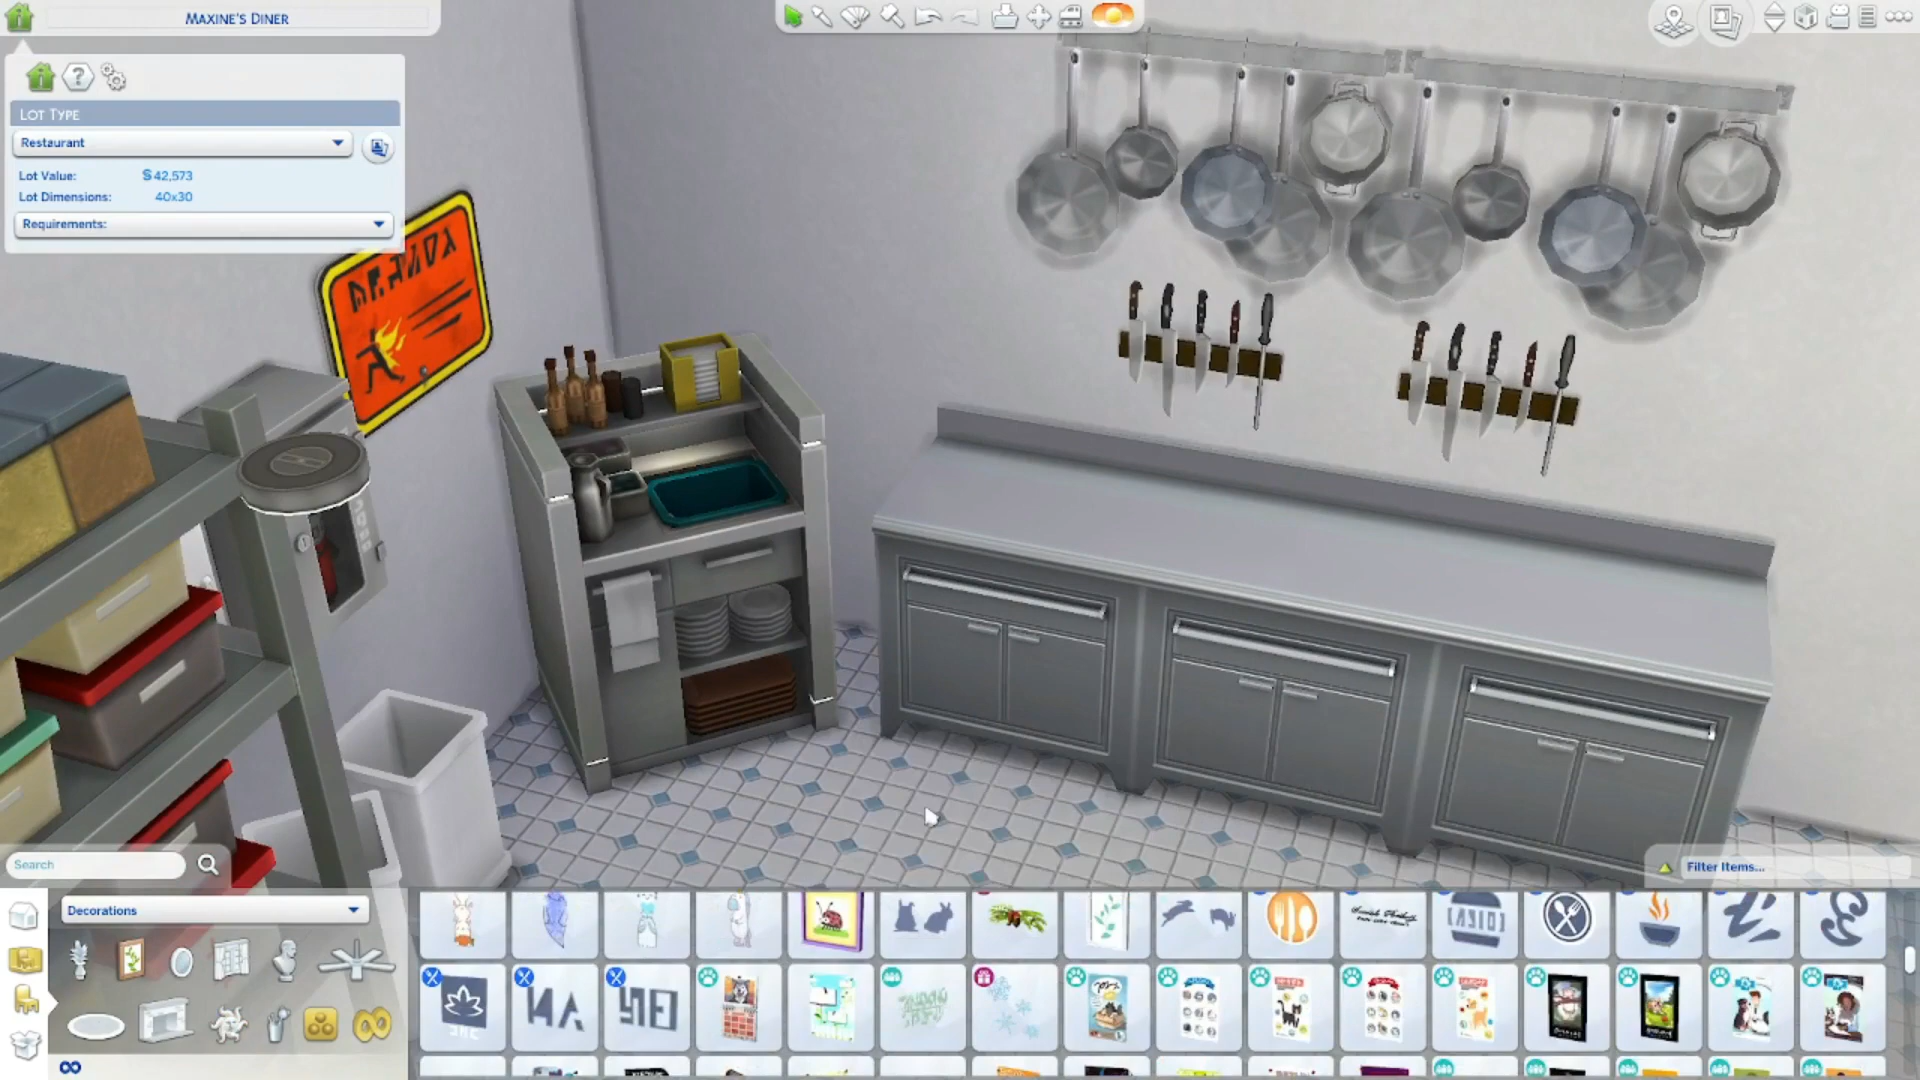 MAXINE'S DINER
LOT TYPE
Restaurant
Lot Value: §42,573
Lot Dimensions: 40x30
Requirements:
Search
Filter Items...
Decorations